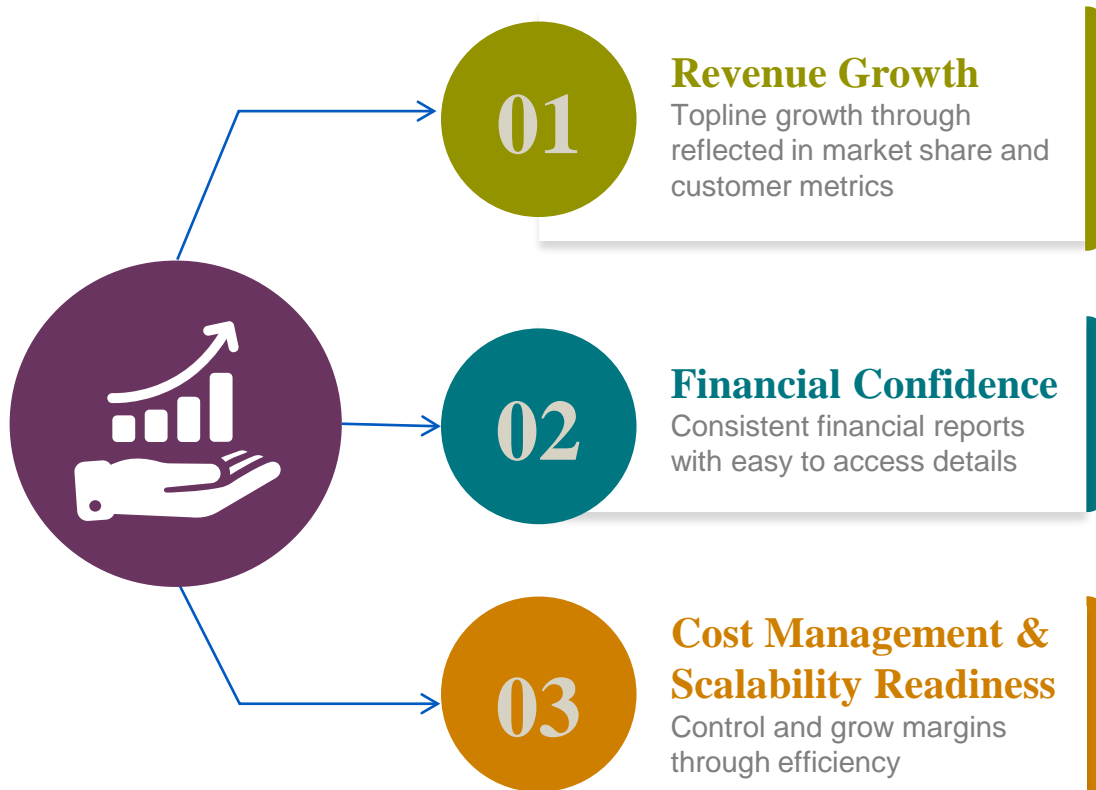 01
Revenue Growth
Topline growth through
reflected in market share and
customer metrics
02
Financial Confidence
Consistent financial reports
with easy to access details
03
Cost Management &
Scalability Readiness
Control and grow margins
through efficiency